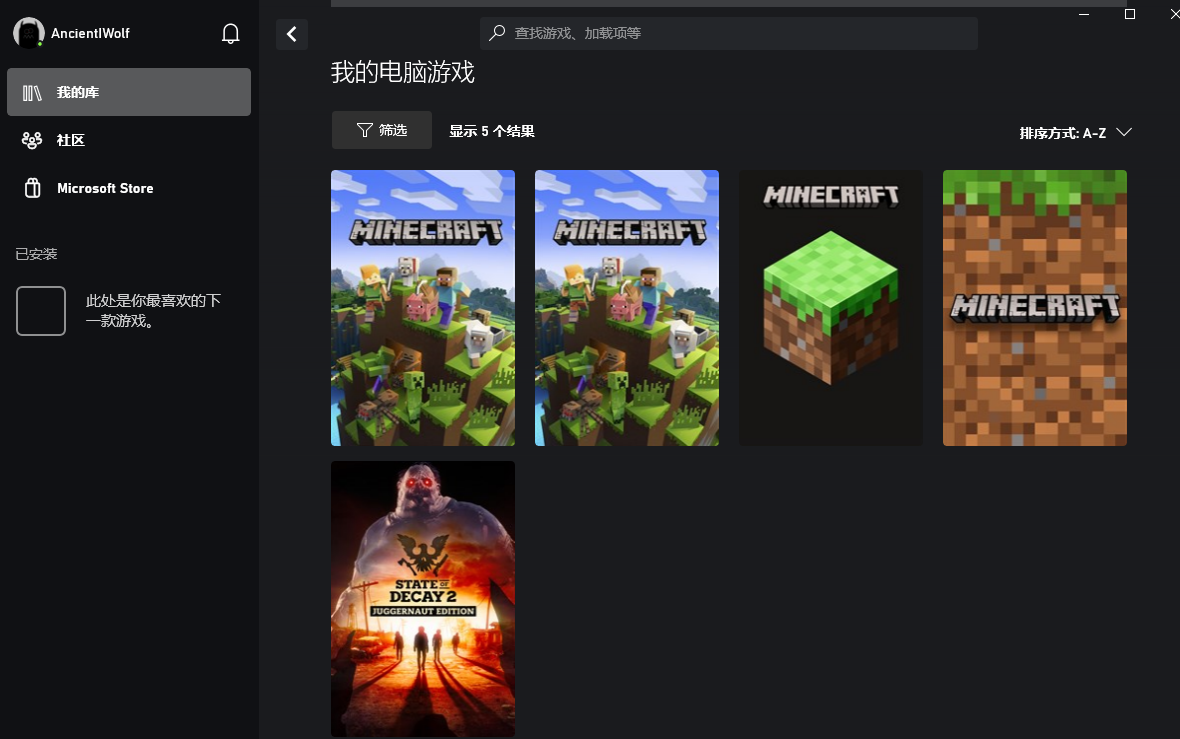 AncientIWolf
我的库
社区
Microsoft Store
已安装
此处是你最喜欢的下
一款游戏。
查找游戏、加载项等
我的电脑游戏
筛选
显示 5 个结果
排序方式: A-Z
MINECRAFT
MINECRAFT
MINECRAFT
MINECRAFT
STATE OF
DECAY 2
JUGGERNAUT EDITION